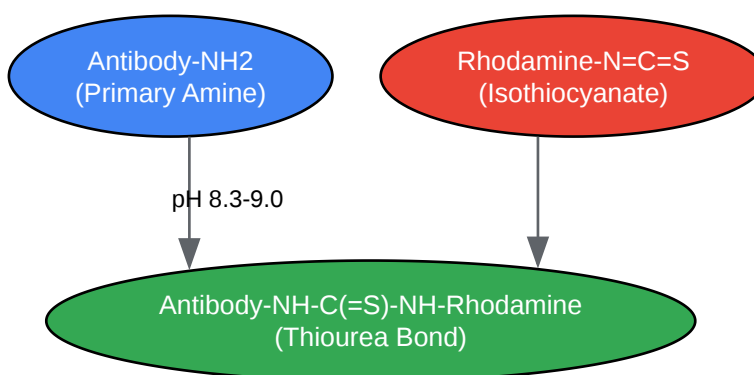 Antibody-NH2
(Primary Amine)
Rhodamine-N=C=S
(Isothiocyanate)
pH 8.3-9.0
Antibody-NH-C(=S)-NH-Rhodamine
(Thiourea Bond)